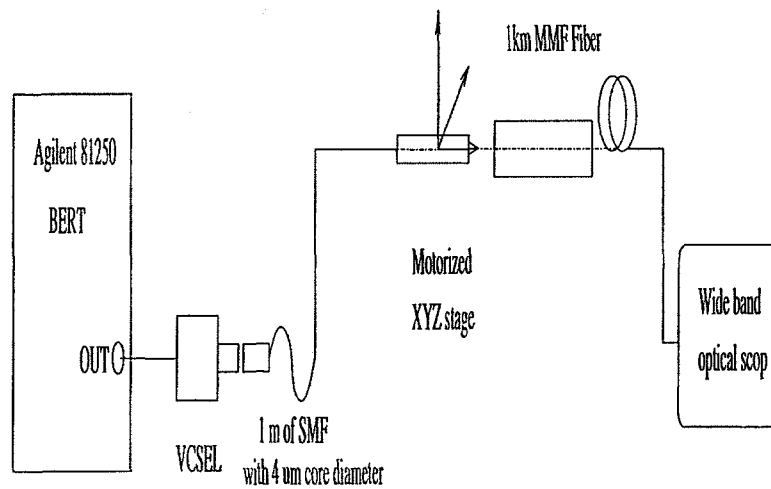 1km MMF Fiber
Agilent 81250
BERT
OUT
VCSEL
1 m of SMF
with 4 um core diameter
Motorized
XYZ stage
Wide band
optical scop